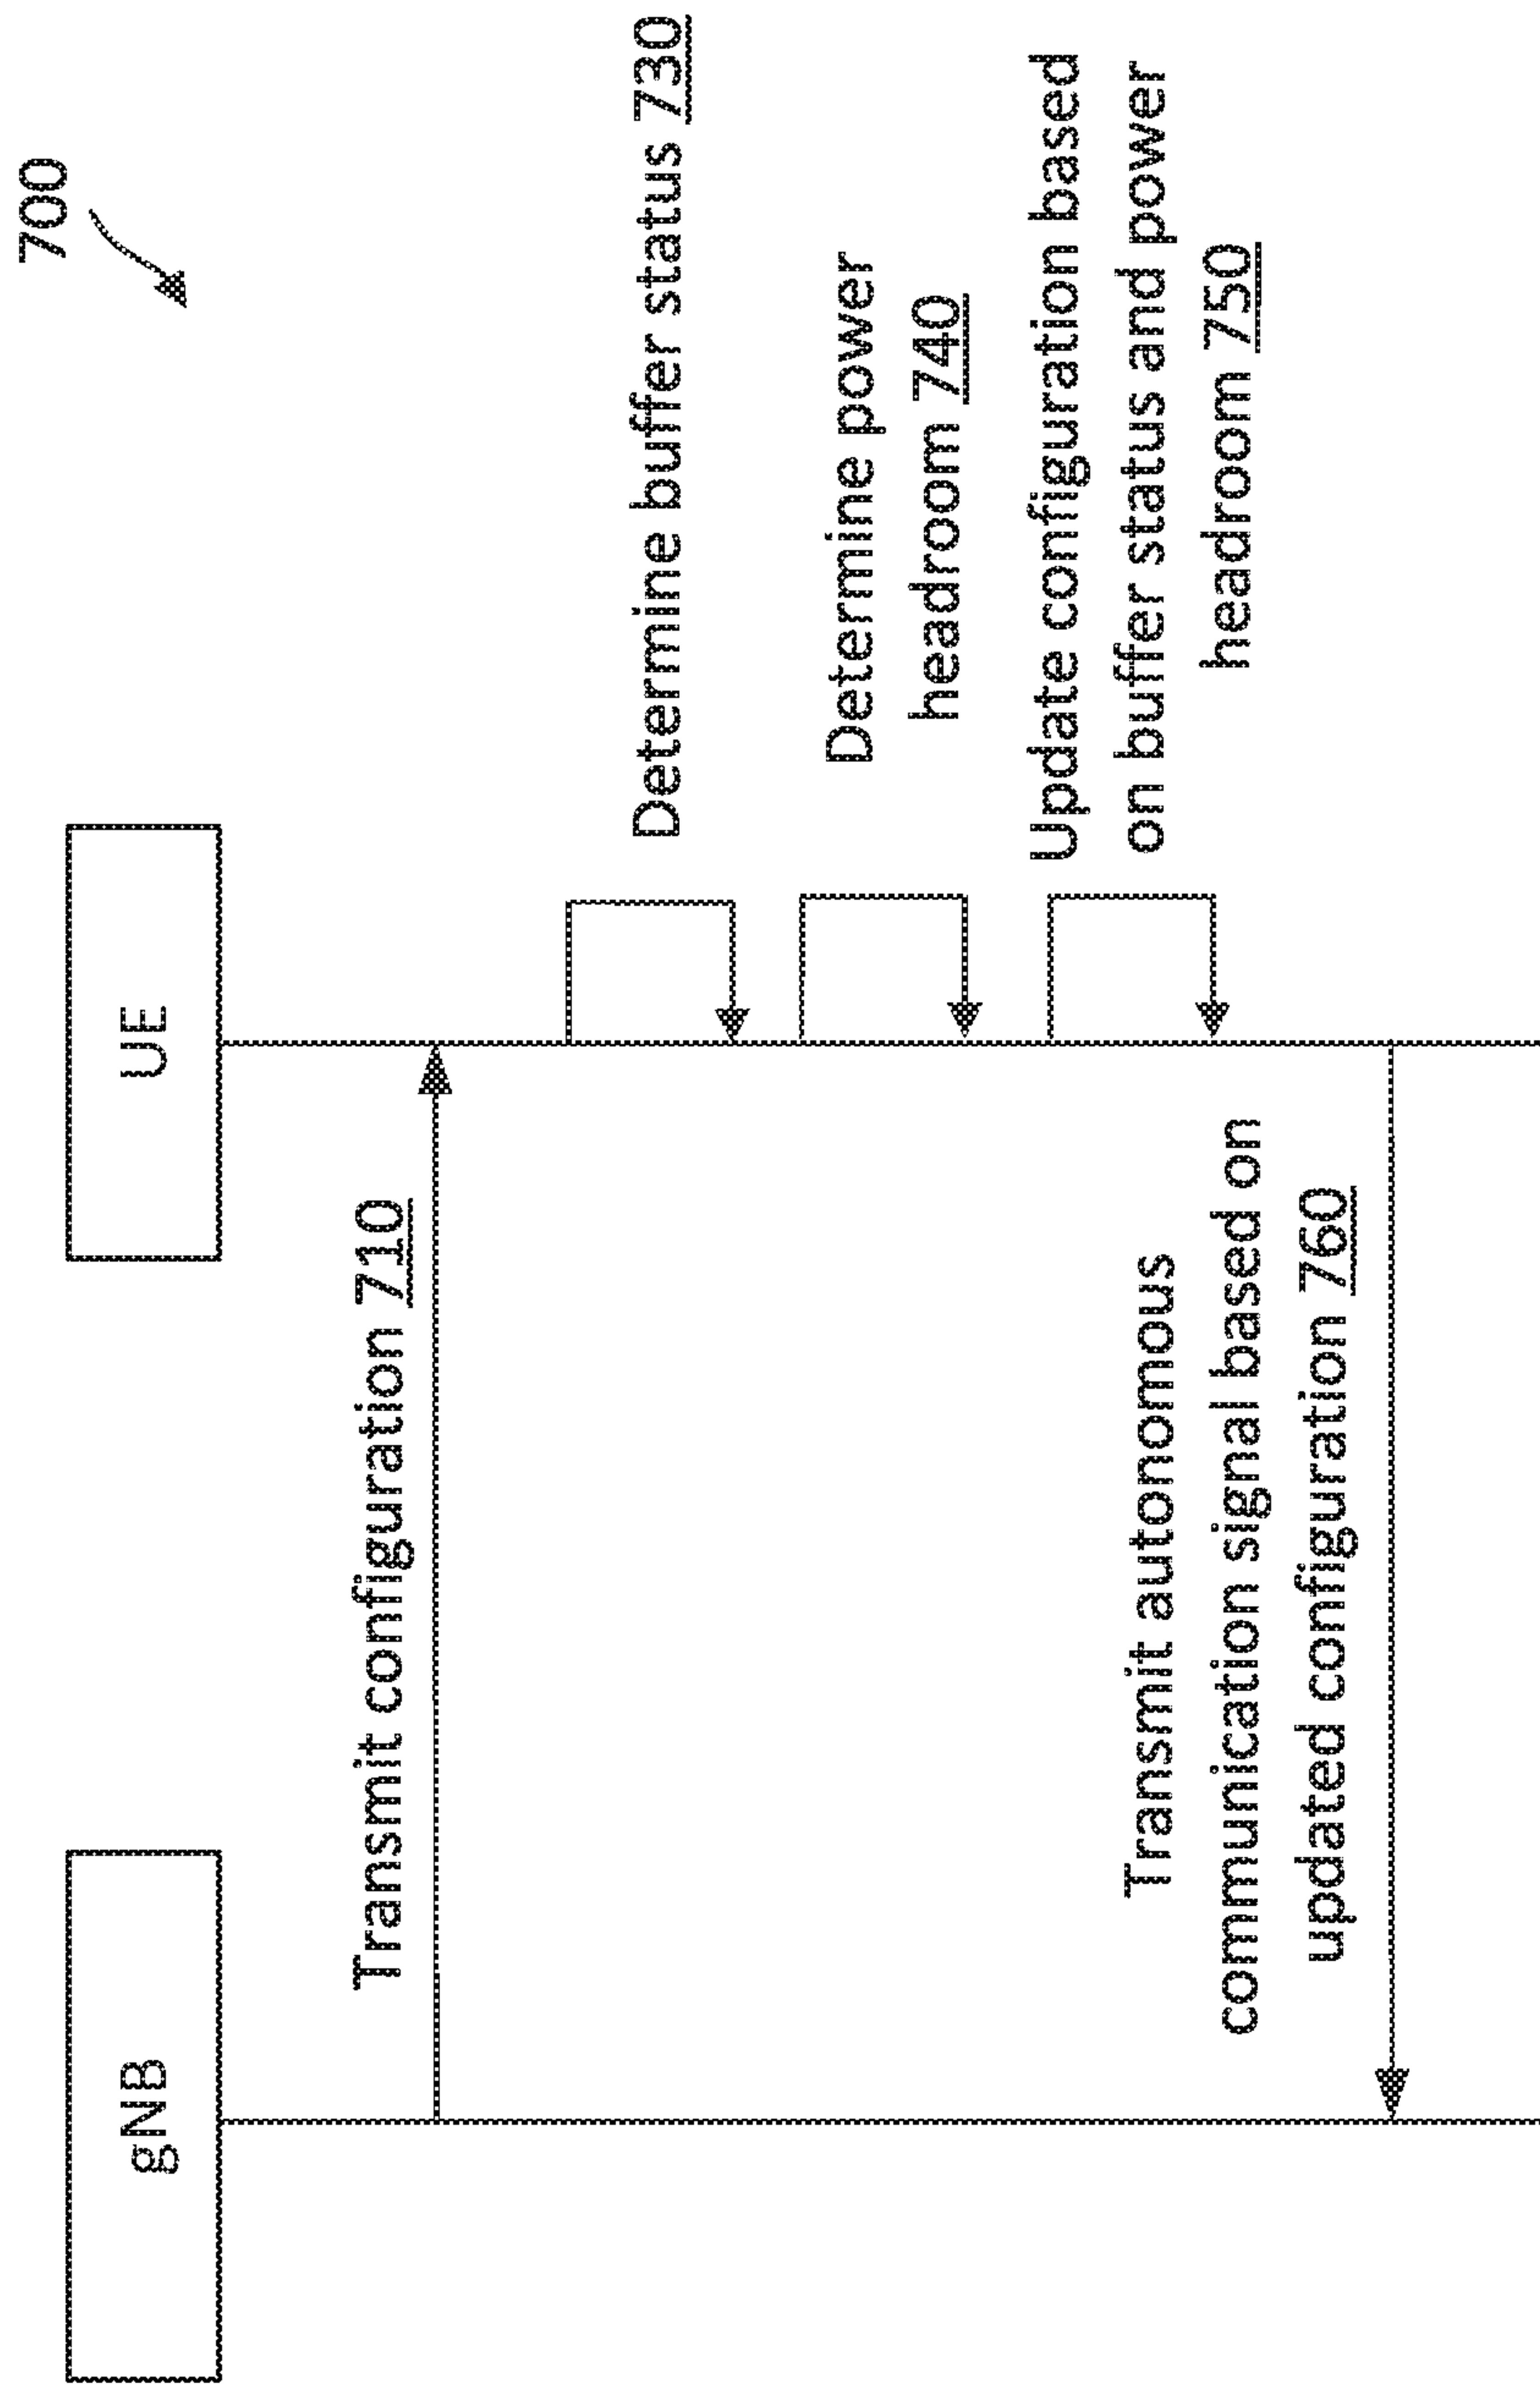 700
gNB
UE
Transmit configuration 710
Determine buffer status 730
Determine power
headroom 740
Update configuration based
on buffer status and power
headroom 750
Transmit autonomous
communication signal based on
updated configuration 760